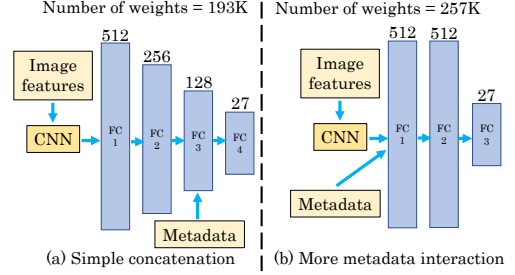 Number of weights = 193K
512
256
128
27
Image
features
CNN
FC
1
FC
2
FC
3
FC
4
Metadata
(a) Simple concatenation
Number of weights = 257K
512
512
27
Image
features
CNN
FC
1
FC
2
FC
3
Metadata
(b) More metadata interaction